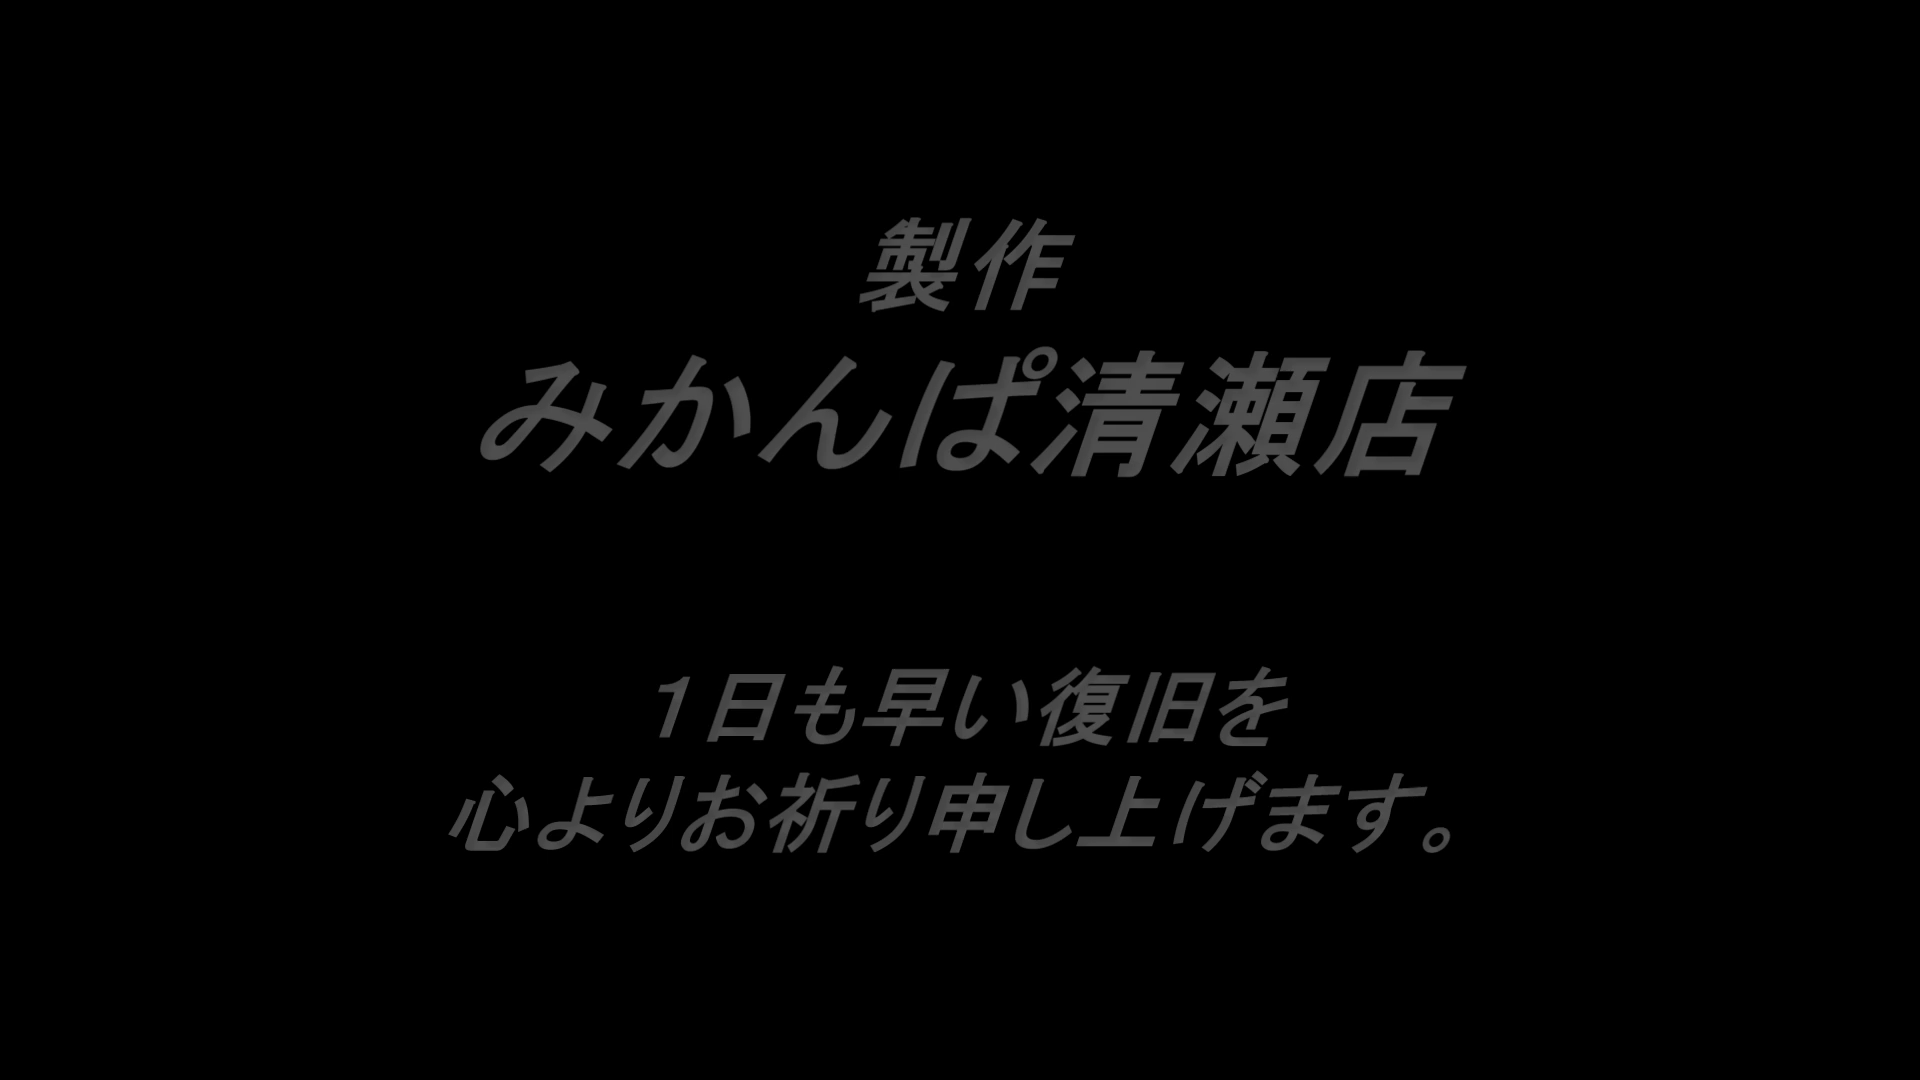 製作
みかんぱ清瀬店
1日も早い復旧を
心よりお祈り申し上げます。